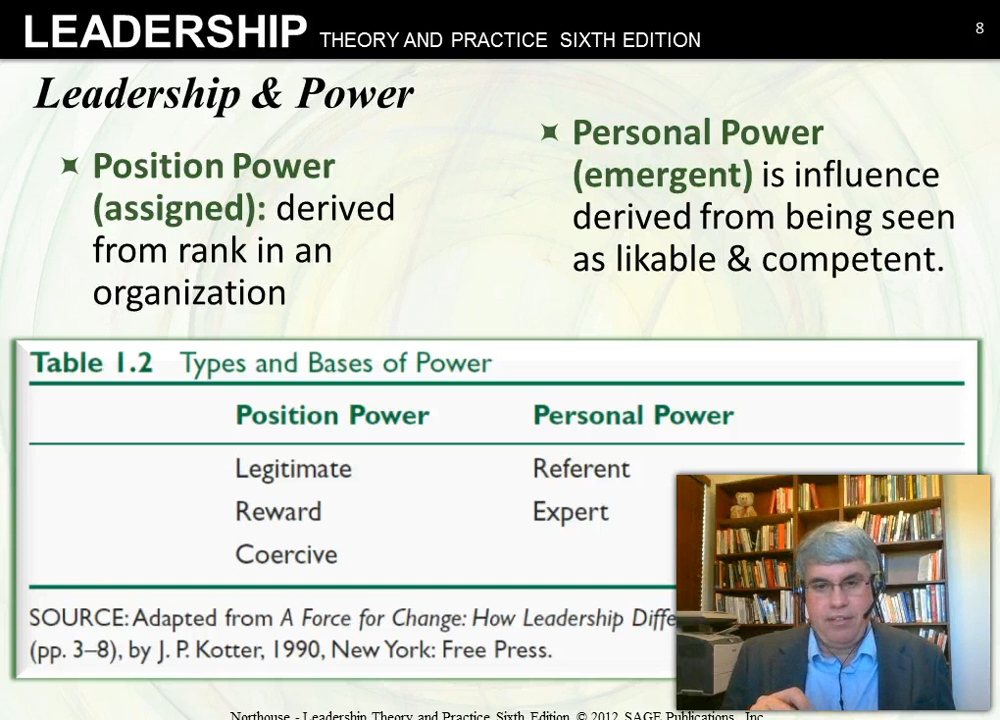 LEADERSHIP THEORY AND PRACTICE SIXTH EDITION
8
Leadership & Power
Position Power
(assigned): derived
from rank in an
organization
Personal Power
(emergent) is influence
derived from being seen
as likable & competent.
Table 1.2 Types and Bases of Power
Position Power Personal Power
Legitimate Referent
Reward Expert
Coercive
SOURCE: Adapted from A Force for Change: How Leadership
(pp. 3–8), by J. P. Kotter, 1990, New York: Free Press.
Northouse - Leadership Theory and Practice Sixth Edition © 2012 SAGE Publications, Inc